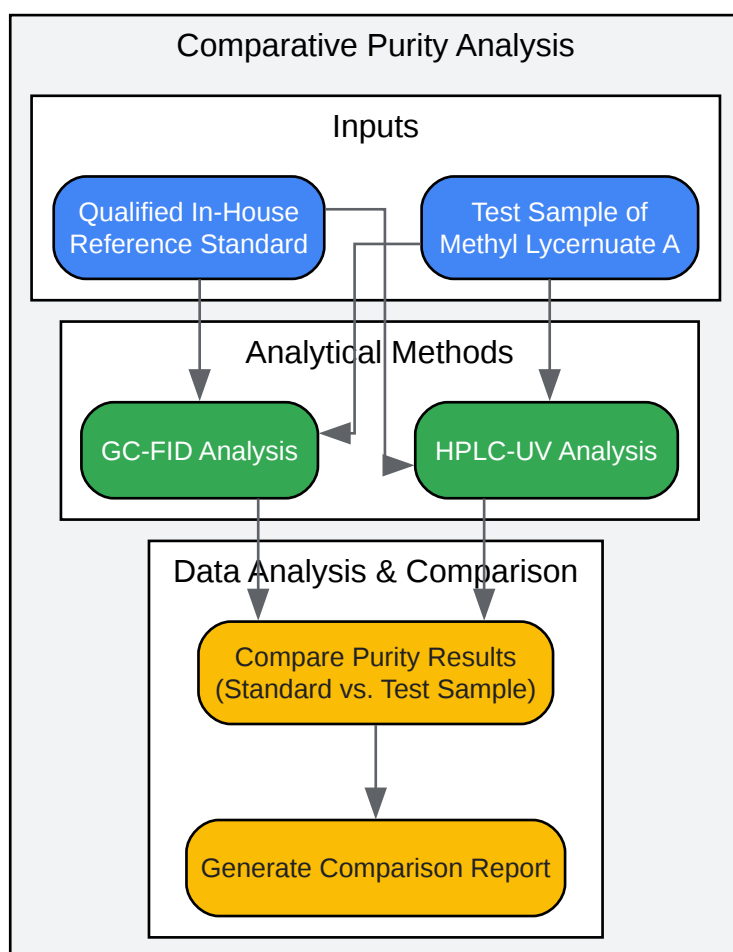 Comparative Purity Analysis
Inputs
Qualified In-House
Reference Standard
Test Sample of
Methyl Lycernuate A
Analytical Methods
GC-FID Analysis
HPLC-UV Analysis
Data Analysis & Comparison
Compare Purity Results
(Standard vs. Test Sample)
Generate Comparison Report